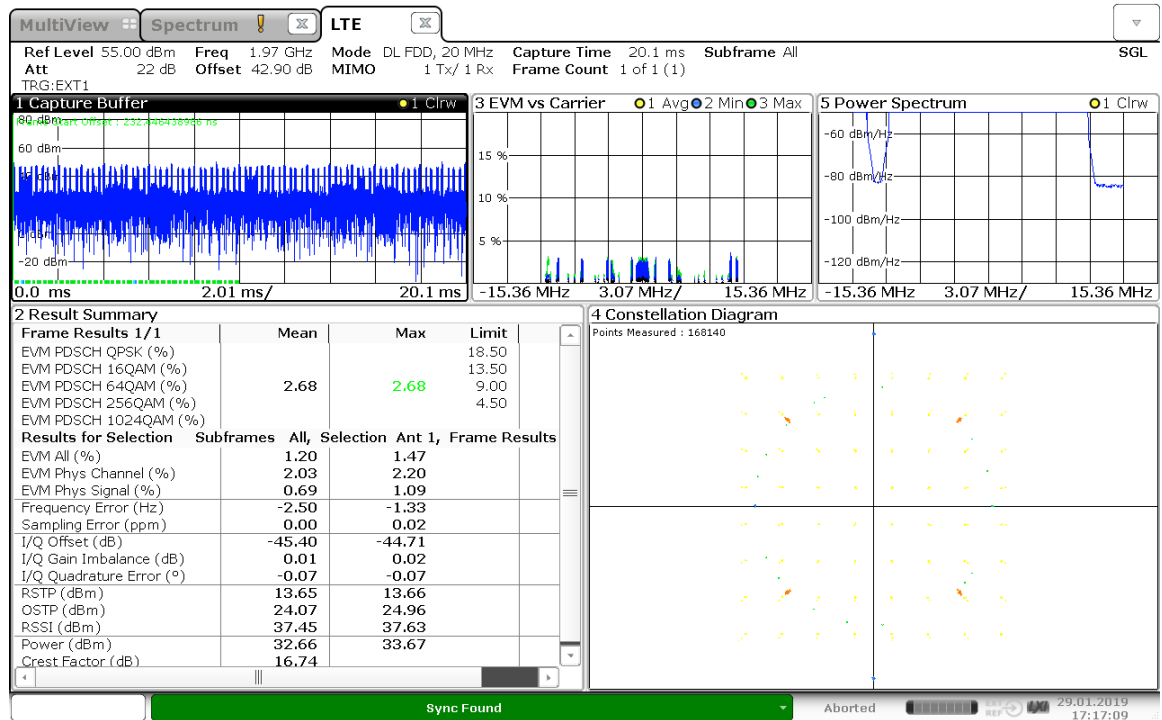 MultiView Spectrum LTE
Ref Level 55.00 dBm Freq 1.97 GHz Mode DL FDD, 20 MHz Capture Time 20.1 ms Subframe All SGL
Att 22 dB Offset 42.90 dB MIMO 1 Tx/ 1 Rx Frame Count 1 of 1 (1)
TRG:EXT1
1 Capture Buffer 1 Clrw
80 dBm
60 dBm
-20 dBm
0.0 ms 2.01 ms/ 20.1 ms
3 EVM vs Carrier 1 Avg 2 Min 3 Max
15 %
10 %
5 %
-15.36 MHz 3.07 MHz/ 15.36 MHz
5 Power Spectrum 1 Clrw
-60 dBm/Hz
-80 dBm/Hz
-100 dBm/Hz
-120 dBm/Hz
-15.36 MHz 3.07 MHz/ 15.36 MHz
2 Result Summary
Frame Results 1/1 Mean Max Limit
EVM PDSCH QPSK (%) 18.50
EVM PDSCH 16QAM (%) 13.50
EVM PDSCH 64QAM (%) 2.68 2.68 9.00
EVM PDSCH 256QAM (%) 4.50
EVM PDSCH 1024QAM (%)
Results for Selection Subframes All, Selection Ant 1, Frame Results
EVM All (%) 1.20 1.47
EVM Phys Channel (%) 2.03 2.20
EVM Phys Signal (%) 0.69 1.09
Frequency Error (Hz) -2.50 -1.33
Sampling Error (ppm) 0.00 0.02
I/Q Offset (dB) -45.40 -44.71
I/Q Gain Imbalance (dB) 0.01 0.02
I/Q Quadrature Error (°) -0.07 -0.07
RSTP (dBm) 13.65 13.66
OSTP (dBm) 24.07 24.96
RSSI (dBm) 37.45 37.63
Power (dBm) 32.66 33.67
Crest Factor (dB) 16.74
4 Constellation Diagram
Points Measured : 168140
Sync Found
Aborted
EXT
REF
LXI
29.01.2019
17:17:09